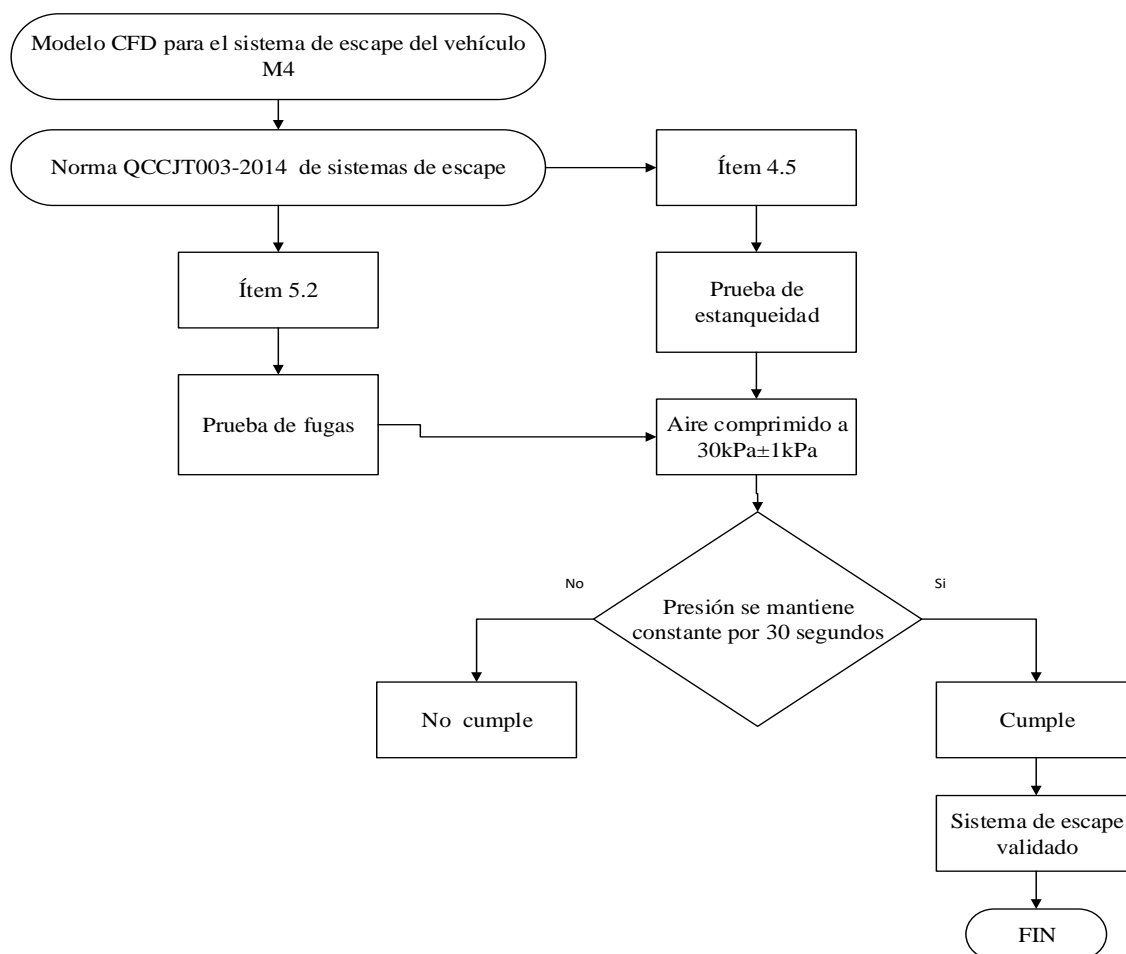 Modelo CFD para el sistema de escape del vehículo
M4
Norma QCCJT003-2014 de sistemas de escape
Ítem 4.5
Ítem 5.2
Prueba de
estanqueidad
Prueba de fugas
Aire comprimido a
30kPa±1kPa
No
Si
Presión se mantiene
constante por 30 segundos
No cumple
Cumple
Sistema de escape
validado
FIN